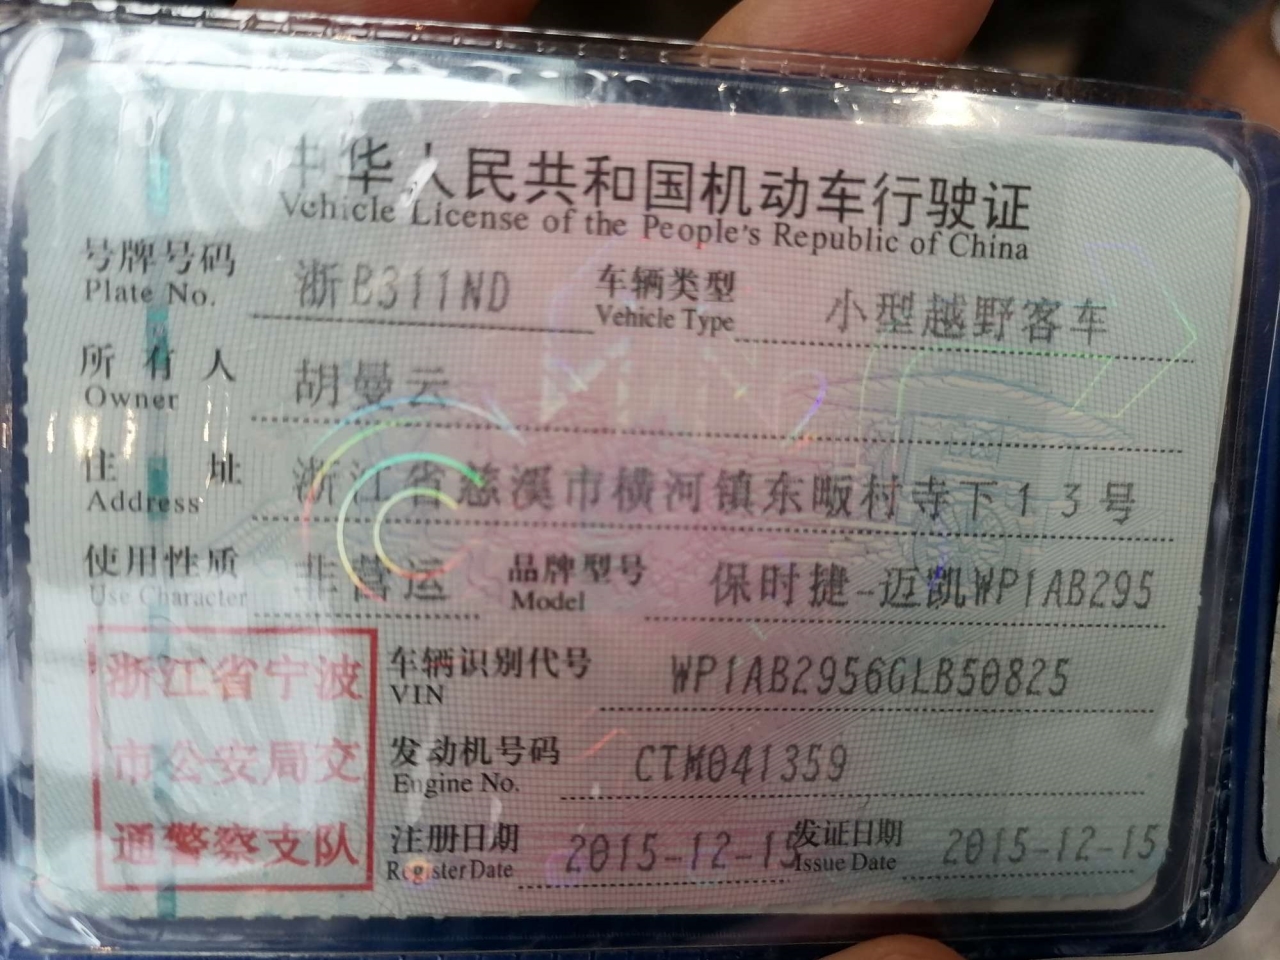 中华人民共和国机动车行驶证
Vehicle License of the People's Republic of China
号牌号码 浙B311ND 车辆类型 小型越野客车
Plate No. Vehicle Type
所有人 胡曼云
Owner
住址 浙江省慈溪市横河镇东畈村寺下13号
Address
使用性质 非营运 品牌型号 保时捷-迈凯WP1AB295
Use Character Model
浙江省宁波
市公安局交
通警察支队
车辆识别代号 WP1AB2956GLB50825
VIN
发动机号码 CTM041359
Engine No.
注册日期 2015-12-15 发证日期 2015-12-15
Register Date Issue Date